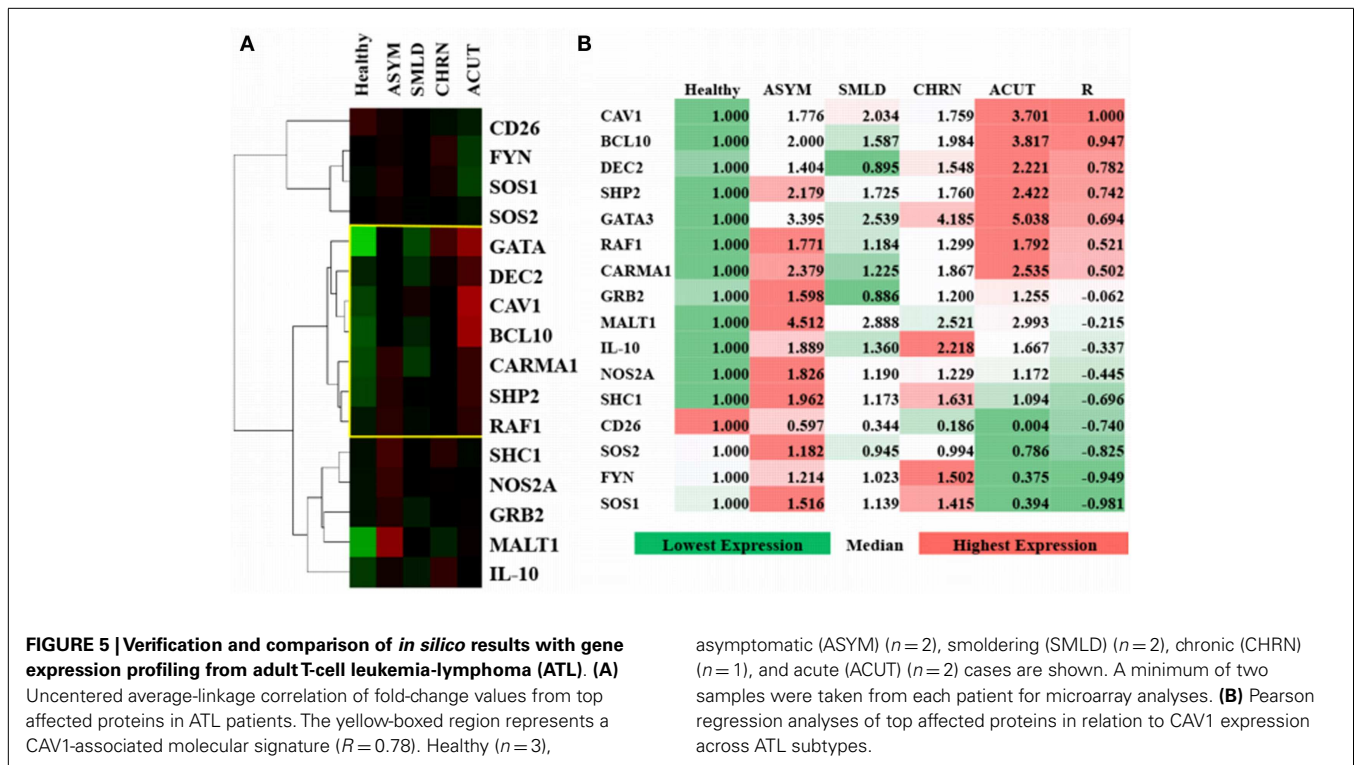 A
B
Healthy ASYM SMLD CHRN ACUT
CD26
FYN
SOS1
SOS2
GATA
DEC2
CAV1
BCL10
CARMA1
SHP2
RAF1
SHC1
NOS2A
GRB2
MALT1
IL-10
Healthy ASYM SMLD CHRN ACUT R
CAV1 1.000 1.776 2.034 1.759 3.701 1.000
BCL10 1.000 2.000 1.587 1.984 3.817 0.947
DEC2 1.000 1.404 0.895 1.548 2.221 0.782
SHP2 1.000 2.179 1.725 1.760 2.422 0.742
GATA3 1.000 3.395 2.539 4.185 5.038 0.694
RAF1 1.000 1.771 1.184 1.299 1.792 0.521
CARMA1 1.000 2.379 1.225 1.867 2.535 0.502
GRB2 1.000 1.598 0.886 1.200 1.255 -0.062
MALT1 1.000 4.512 2.888 2.521 2.993 -0.215
IL-10 1.000 1.889 1.360 2.218 1.667 -0.337
NOS2A 1.000 1.826 1.190 1.229 1.172 -0.445
SHC1 1.000 1.962 1.173 1.631 1.094 -0.696
CD26 1.000 0.597 0.344 0.186 0.004 -0.740
SOS2 1.000 1.182 0.945 0.994 0.786 -0.825
FYN 1.000 1.214 1.023 1.502 0.375 -0.949
SOS1 1.000 1.516 1.139 1.415 0.394 -0.981
Lowest Expression Median Highest Expression
FIGURE 5 | Verification and comparison of in silico results with gene
expression profiling from adult T-cell leukemia-lymphoma (ATL). (A)
Uncentered average-linkage correlation of fold-change values from top
affected proteins in ATL patients. The yellow-boxed region represents a
CAV1-associated molecular signature (R = 0.78). Healthy (n = 3),
asymptomatic (ASYM) (n = 2), smoldering (SMLD) (n = 2), chronic (CHRN)
(n = 1), and acute (ACUT) (n = 2) cases are shown. A minimum of two
samples were taken from each patient for microarray analyses. (B) Pearson
regression analyses of top affected proteins in relation to CAV1 expression
across ATL subtypes.